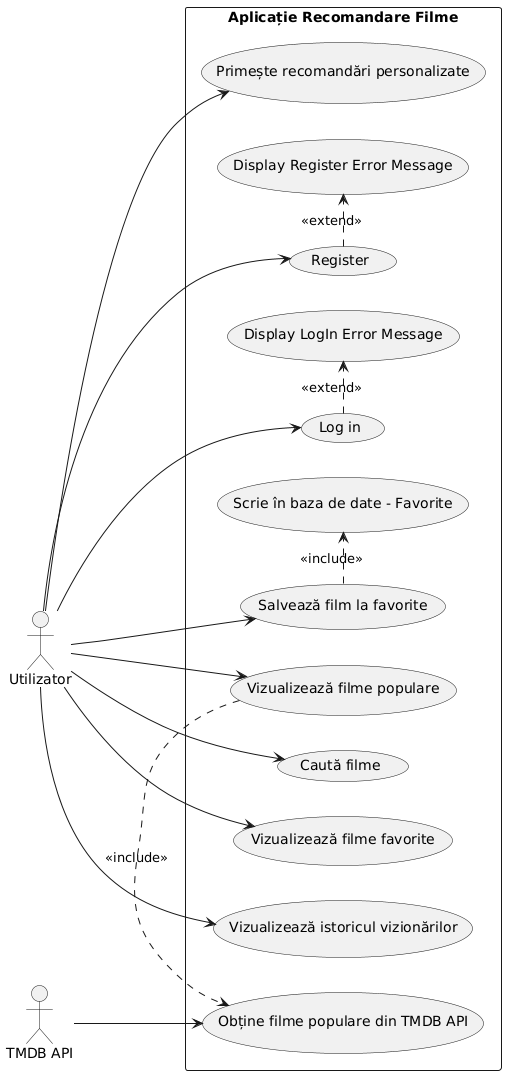 Aplicație Recomandare Filme
Primește recomandări personalizate
Display Register Error Message
«extend»
Register
Display LogIn Error Message
«extend»
Log in
Scrie în baza de date - Favorite
«include»
Salvează film la favorite
Utilizator
Vizualizează filme populare
Caută filme
Vizualizează filme favorite
«include»
Vizualizează istoricul vizionărilor
Obține filme populare din TMDB API
TMDB API